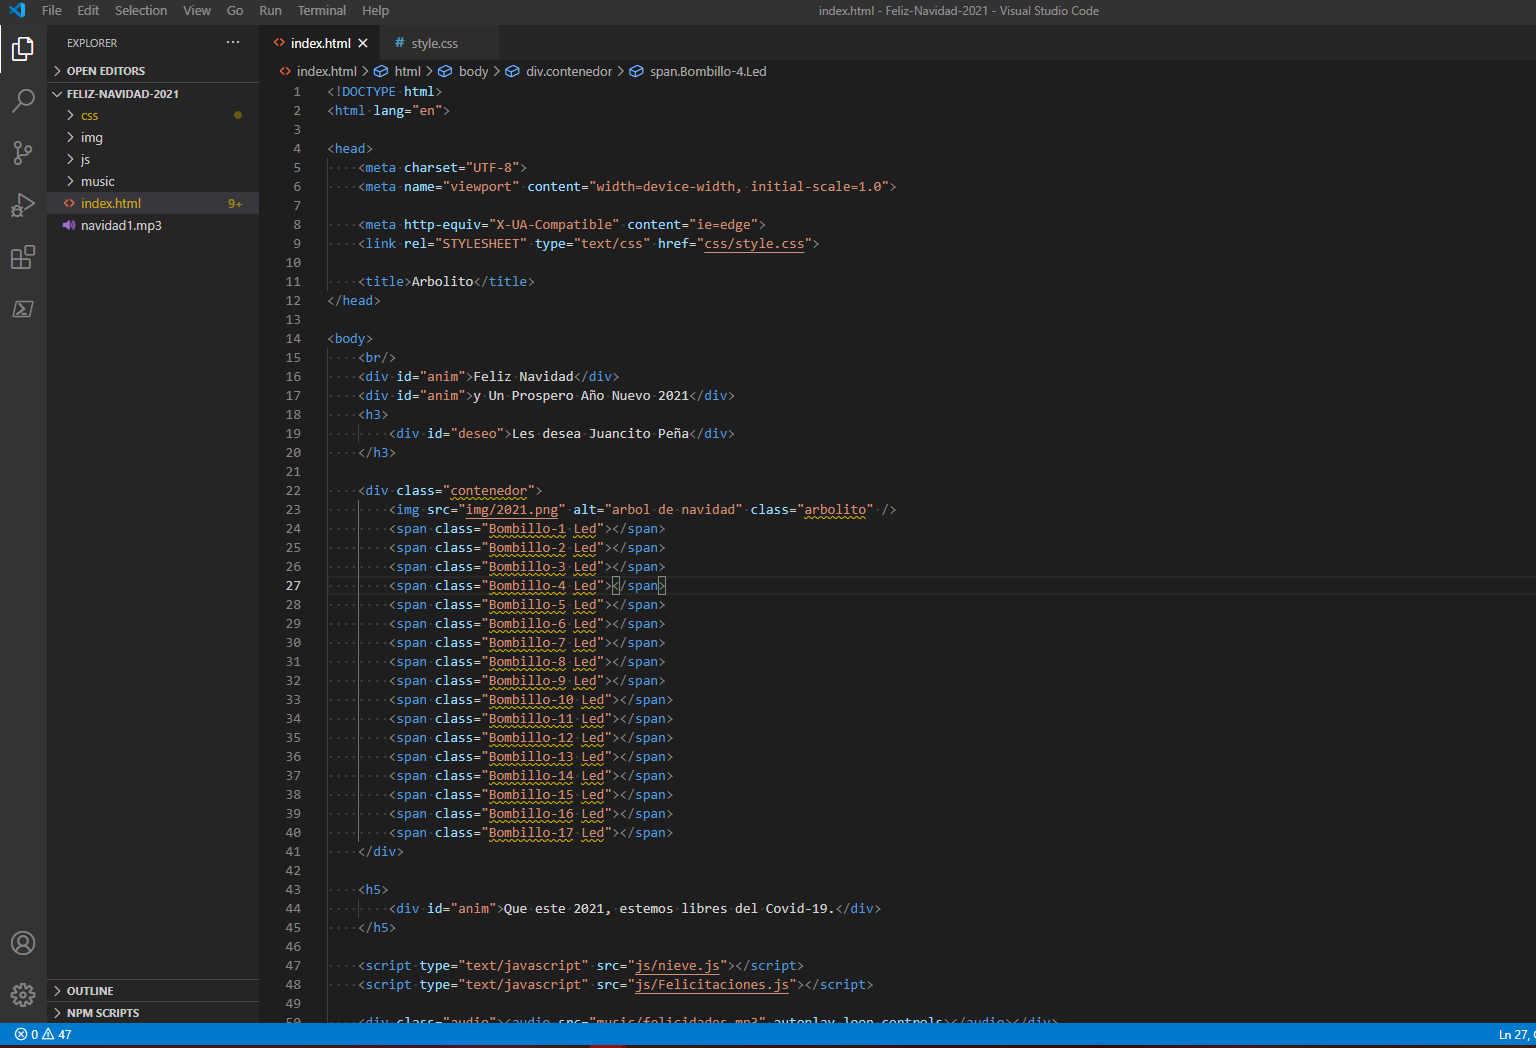 File Edit Selection View Go Run Terminal Help
index.html - Feliz-Navidad-2021 - Visual Studio Code
EXPLORER ...
OPEN EDITORS
FELIZ-NAVIDAD-2021
css
img
js
music
index.html 9+
navidad1.mp3
OUTLINE
NPM SCRIPTS
index.html style.css
index.html > html > body > div.contenedor > span.Bombillo-4.Led
1 <!DOCTYPE html>
2 <html lang="en">
3
4 <head>
5 <meta charset="UTF-8">
6 <meta name="viewport" content="width=device-width, initial-scale=1.0">
7
8 <meta http-equiv="X-UA-Compatible" content="ie=edge">
9 <link rel="STYLESHEET" type="text/css" href="css/style.css">
10
11 <title>Arbolito</title>
12 </head>
13
14 <body>
15 <br/>
16 <div id="anim">Feliz Navidad</div>
17 <div id="anim">y Un Prospero Año Nuevo 2021</div>
18 <h3>
19 <div id="deseo">Les desea Juancito Peña</div>
20 </h3>
21
22 <div class="contenedor">
23 <img src="img/2021.png" alt="arbol de navidad" class="arbolito" />
24 <span class="Bombillo-1 Led"></span>
25 <span class="Bombillo-2 Led"></span>
26 <span class="Bombillo-3 Led"></span>
27 <span class="Bombillo-4 Led"></span>
28 <span class="Bombillo-5 Led"></span>
29 <span class="Bombillo-6 Led"></span>
30 <span class="Bombillo-7 Led"></span>
31 <span class="Bombillo-8 Led"></span>
32 <span class="Bombillo-9 Led"></span>
33 <span class="Bombillo-10 Led"></span>
34 <span class="Bombillo-11 Led"></span>
35 <span class="Bombillo-12 Led"></span>
36 <span class="Bombillo-13 Led"></span>
37 <span class="Bombillo-14 Led"></span>
38 <span class="Bombillo-15 Led"></span>
39 <span class="Bombillo-16 Led"></span>
40 <span class="Bombillo-17 Led"></span>
41 </div>
42
43 <h5>
44 <div id="anim">Que este 2021, estemos libres del Covid-19.</div>
45 </h5>
46
47 <script type="text/javascript" src="js/nieve.js"></script>
48 <script type="text/javascript" src="js/Felicitaciones.js"></script>
49
50 <div class="audio"><audio src="music/felicidades.mp3" autoplay loop controls></audio></div>
0 47
Ln 27,